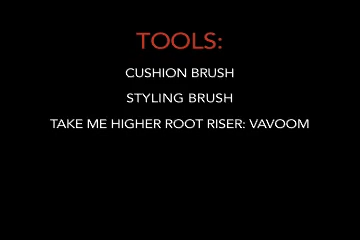 TOOLS:
CUSHION BRUSH
STYLING BRUSH
TAKE ME HIGHER ROOT RISER: VAVOOM